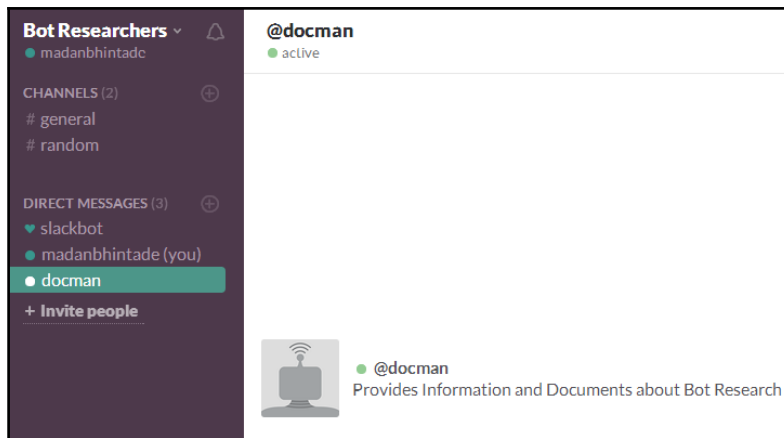 Bot Researchers
madanbhintade
CHANNELS (2)
# general
# random
DIRECT MESSAGES (3)
slackbot
madanbhintade (you)
docman
+ Invite people
@docman
active
@docman
Provides Information and Documents about Bot Research